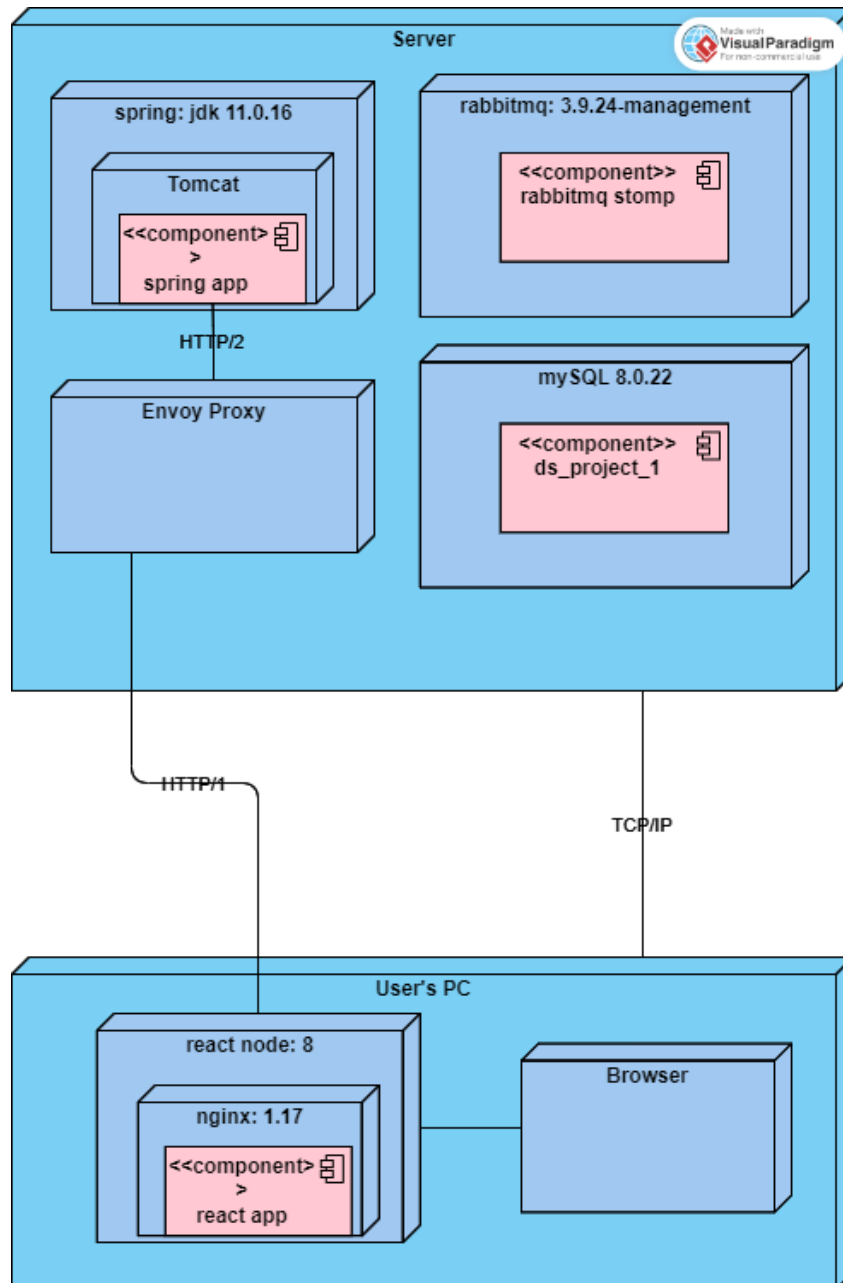 Server
Made with
VisualParadigm
For non-commercial use
spring: jdk 11.0.16
Tomcat
<<component>
>
spring app
rabbitmq: 3.9.24-management
<<component>>
rabbitmq stomp
HTTP/2
Envoy Proxy
mySQL 8.0.22
<<component>>
ds_project_1
HTTP/1
TCP/IP
User's PC
react node: 8
nginx: 1.17
<<component>
>
react app
Browser